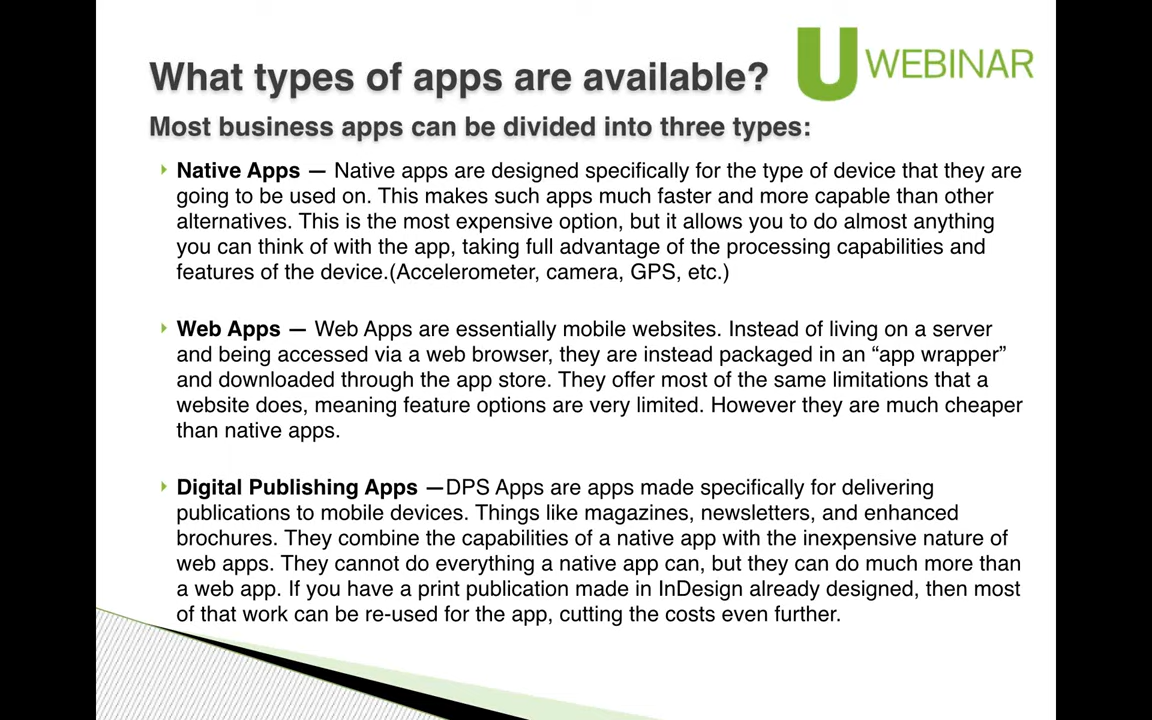 What types of apps are available?
U WEBINAR
Most business apps can be divided into three types:
Native Apps — Native apps are designed specifically for the type of device that they are
going to be used on. This makes such apps much faster and more capable than other
alternatives. This is the most expensive option, but it allows you to do almost anything
you can think of with the app, taking full advantage of the processing capabilities and
features of the device.(Accelerometer, camera, GPS, etc.)
Web Apps — Web Apps are essentially mobile websites. Instead of living on a server
and being accessed via a web browser, they are instead packaged in an “app wrapper”
and downloaded through the app store. They offer most of the same limitations that a
website does, meaning feature options are very limited. However they are much cheaper
than native apps.
Digital Publishing Apps —DPS Apps are apps made specifically for delivering
publications to mobile devices. Things like magazines, newsletters, and enhanced
brochures. They combine the capabilities of a native app with the inexpensive nature of
web apps. They cannot do everything a native app can, but they can do much more than
a web app. If you have a print publication made in InDesign already designed, then most
of that work can be re-used for the app, cutting the costs even further.